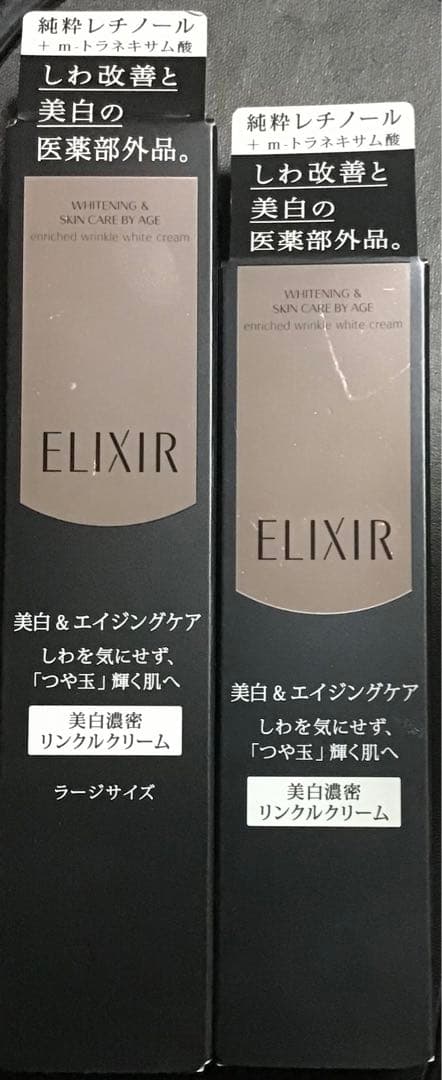 純粋レチノール
+ m-トラネキサム酸
しわ改善と
美白の
医薬部外品。
WHITENING &
SKIN CARE BY AGE
enriched wrinkle white cream
ELIXIR
美白&エイジングケア
しわを気にせず、
「つや玉」輝く肌へ
美白濃密
リンクルクリーム
ラージサイズ
純粋レチノール
+ m-トラネキサム酸
しわ改善と
美白の
医薬部外品。
WHITENING &
SKIN CARE BY AGE
enriched wrinkle white cream
ELIXIR
美白&エイジングケア
しわを気にせず、
「つや玉」輝く肌へ
美白濃密
リンクルクリーム